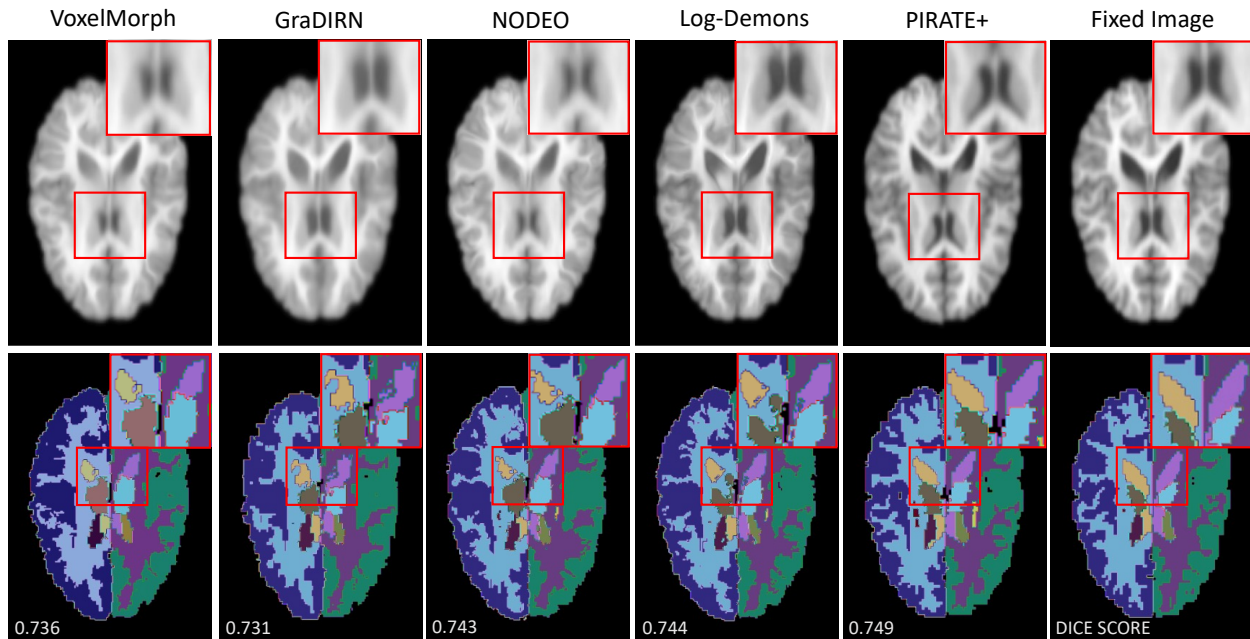 VoxelMorph GraDIRN NODEO Log-Demons PIRATE+ Fixed Image
0.736 0.731 0.743 0.744 0.749 DICE SCORE